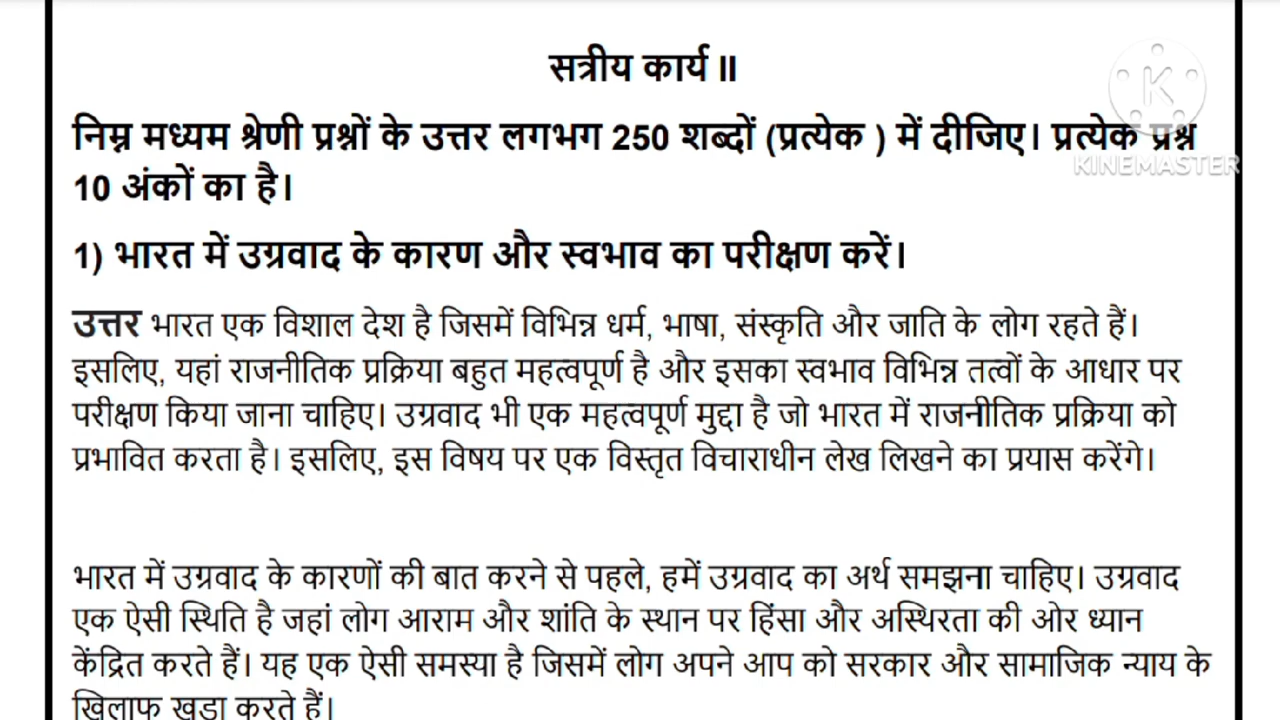 सत्रीय कार्य II
निम्न मध्यम श्रेणी प्रश्नों के उत्तर लगभग 250 शब्दों (प्रत्येक ) में दीजिए। प्रत्येक प्रश्न
KINEMASTER
10 अंकों का है।
1) भारत में उग्रवाद के कारण और स्वभाव का परीक्षण करें।
उत्तर भारत एक विशाल देश है जिसमें विभिन्न धर्म, भाषा, संस्कृति और जाति के लोग रहते हैं।
इसलिए, यहां राजनीतिक प्रक्रिया बहुत महत्वपूर्ण है और इसका स्वभाव विभिन्न तत्वों के आधार पर
परीक्षण किया जाना चाहिए। उग्रवाद भी एक महत्वपूर्ण मुद्दा है जो भारत में राजनीतिक प्रक्रिया को
प्रभावित करता है। इसलिए, इस विषय पर एक विस्तृत विचाराधीन लेख लिखने का प्रयास करेंगे।
भारत में उग्रवाद के कारणों की बात करने से पहले, हमें उग्रवाद का अर्थ समझना चाहिए। उग्रवाद
एक ऐसी स्थिति है जहां लोग आराम और शांति के स्थान पर हिंसा और अस्थिरता की ओर ध्यान
केंद्रित करते हैं। यह एक ऐसी समस्या है जिसमें लोग अपने आप को सरकार और सामाजिक न्याय के
खिलाफ खड़ा करते हैं।